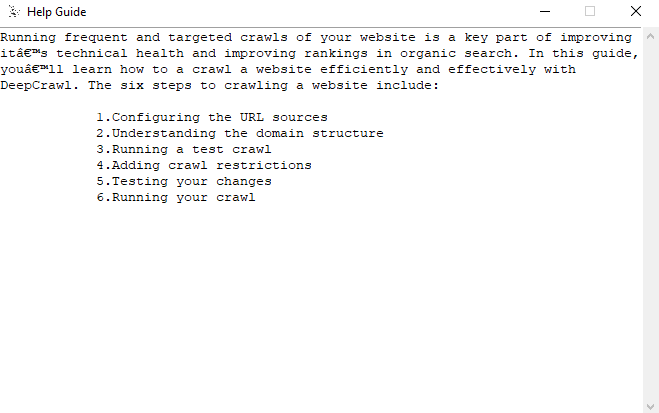 Help Guide
Running frequent and targeted crawls of your website is a key part of improving
itâ€™s technical health and improving rankings in organic search. In this guide,
youâ€™ll learn how to a crawl a website efficiently and effectively with
DeepCrawl. The six steps to crawling a website include:
1.Configuring the URL sources
2.Understanding the domain structure
3.Running a test crawl
4.Adding crawl restrictions
5.Testing your changes
6.Running your crawl